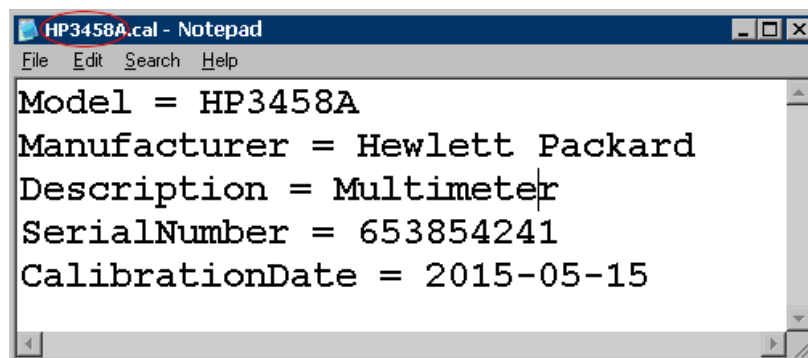 HP3458A.cal - Notepad
File Edit Search Help
Model = HP3458A
Manufacturer = Hewlett Packard
Description = Multimeter
SerialNumber = 653854241
CalibrationDate = 2015-05-15